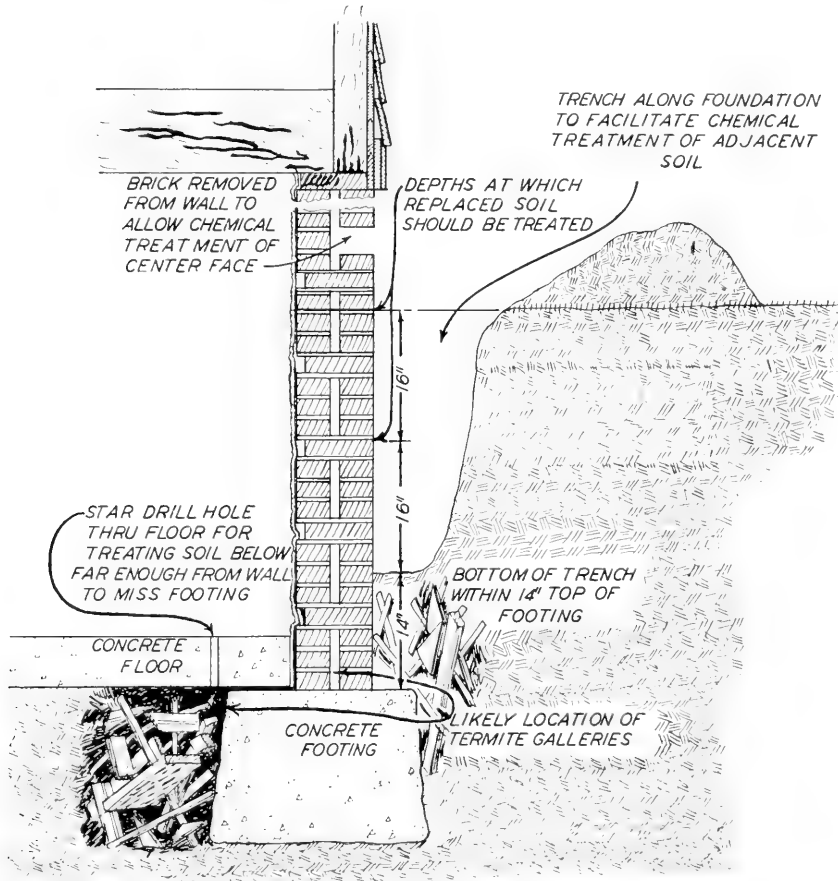 TRENCH ALONG FOUNDATION
TO FACILITATE CHEMICAL
TREATMENT OF ADJACENT
SOIL
BRICK REMOVED
FROM WALL TO
ALLOW CHEMICAL
TREATMENT OF
CENTER FACE
DEPTHS AT WHICH
REPLACED SOIL
SHOULD BE TREATED
16"
16"
14"
STAR DRILL HOLE
THRU FLOOR FOR
TREATING SOIL BELOW
FAR ENOUGH FROM WALL
TO MISS FOOTING
BOTTOM OF TRENCH
WITHIN 14" TOP OF
FOOTING
CONCRETE
FLOOR
CONCRETE
FOOTING
LIKELY LOCATION OF
TERMITE GALLERIES